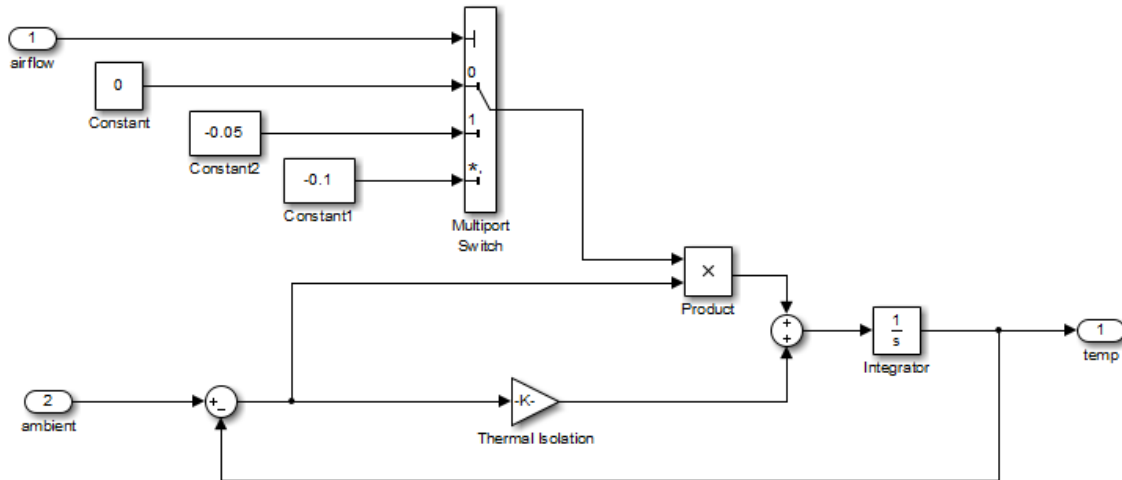 1
airflow
0
Constant
-0.05
Constant2
-0.1
Constant1
0
1
*,
Multiport
Switch
×
Product
+
+
1
s
Integrator
1
temp
2
ambient
+
−
-K-
Thermal Isolation